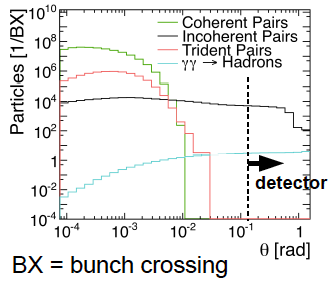 Particles [1/BX]
10^10
10^8
10^6
10^4
10^2
1
10^-2
10^-4
Coherent Pairs
Incoherent Pairs
Trident Pairs
γγ → Hadrons
detector
10^-4 10^-3 10^-2 10^-1 1
θ [rad]
BX = bunch crossing